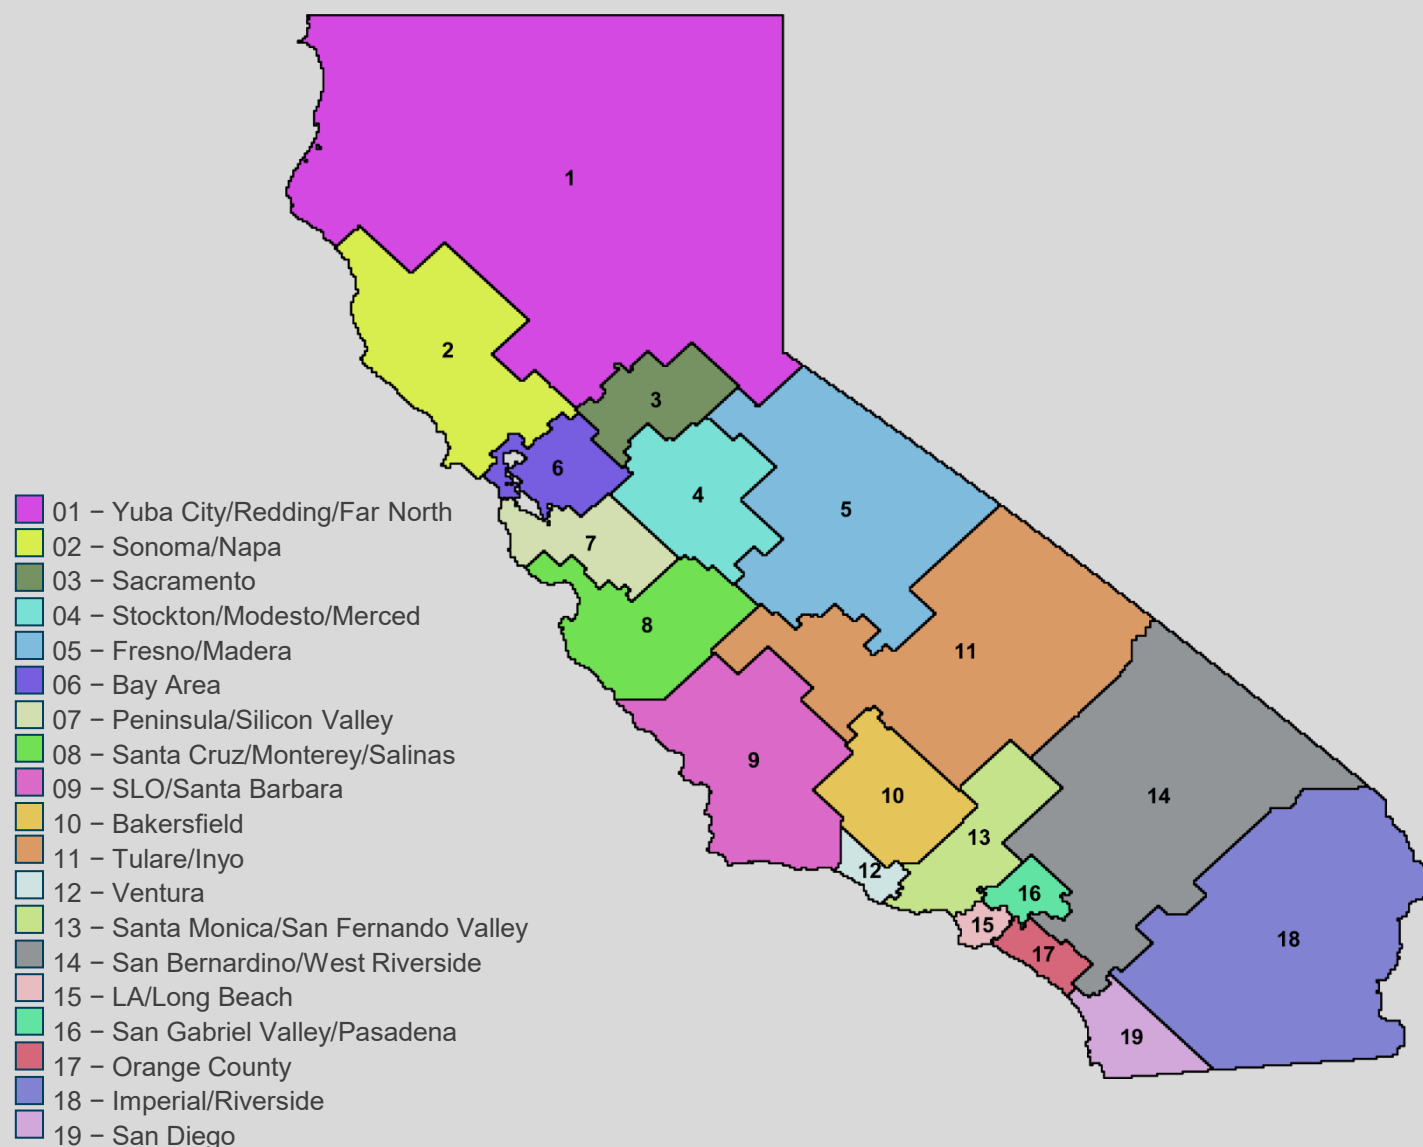 1
2
3
4
5
6
7
8
9
10
11
12
13
14
15
16
17
18
19
01 − Yuba City/Redding/Far North
02 − Sonoma/Napa
03 − Sacramento
04 − Stockton/Modesto/Merced
05 − Fresno/Madera
06 − Bay Area
07 − Peninsula/Silicon Valley
08 − Santa Cruz/Monterey/Salinas
09 − SLO/Santa Barbara
10 − Bakersfield
11 − Tulare/Inyo
12 − Ventura
13 − Santa Monica/San Fernando Valley
14 − San Bernardino/West Riverside
15 − LA/Long Beach
16 − San Gabriel Valley/Pasadena
17 − Orange County
18 − Imperial/Riverside
19 − San Diego